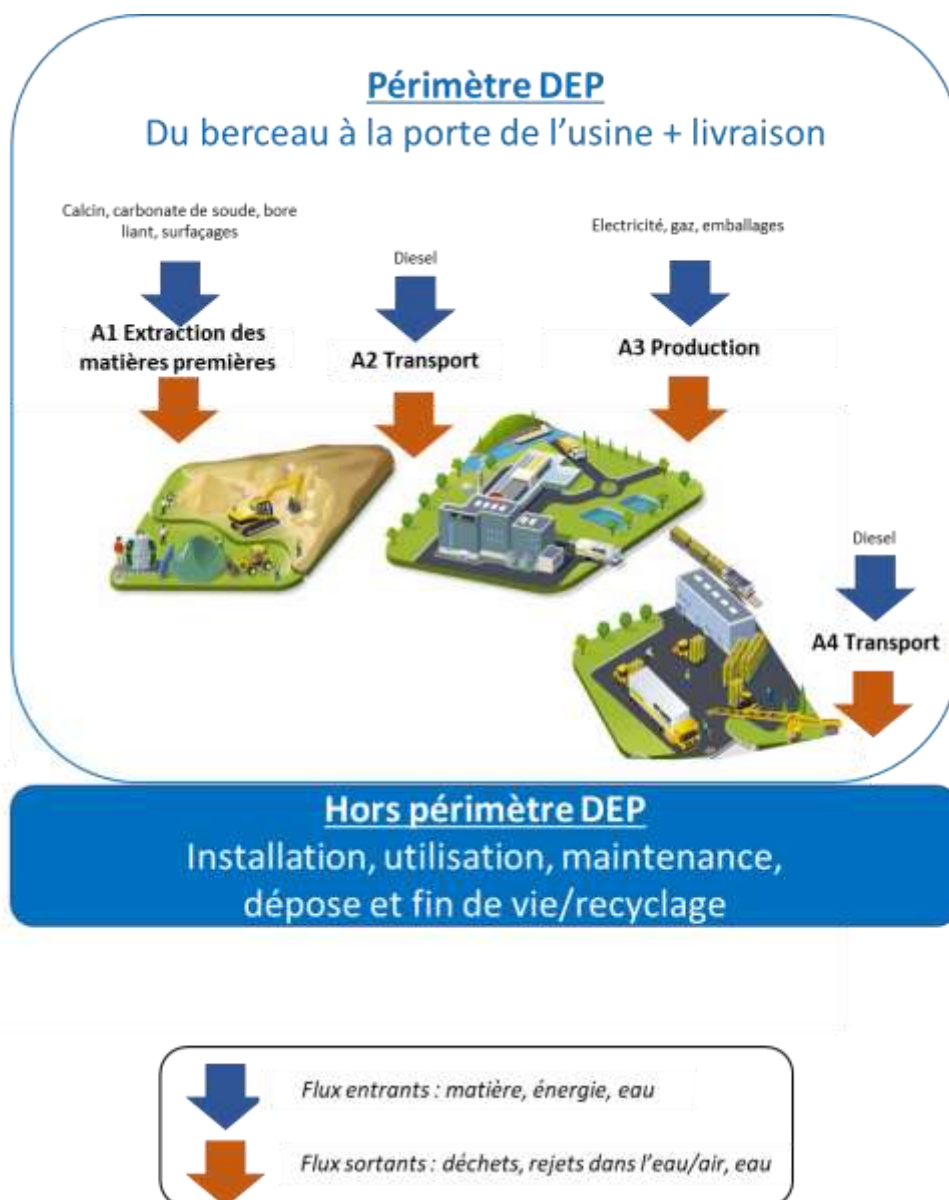 Périmètre DEP
Du berceau à la porte de l'usine + livraison
Calcin, carbonate de soude, bore
liant, surfaçages
Diesel
Electricité, gaz, emballages
A1 Extraction des
matières premières
A2 Transport
A3 Production
Diesel
A4 Transport
Hors périmètre DEP
Installation, utilisation, maintenance,
dépose et fin de vie/recyclage
Flux entrants : matière, énergie, eau
Flux sortants : déchets, rejets dans l'eau/air, eau